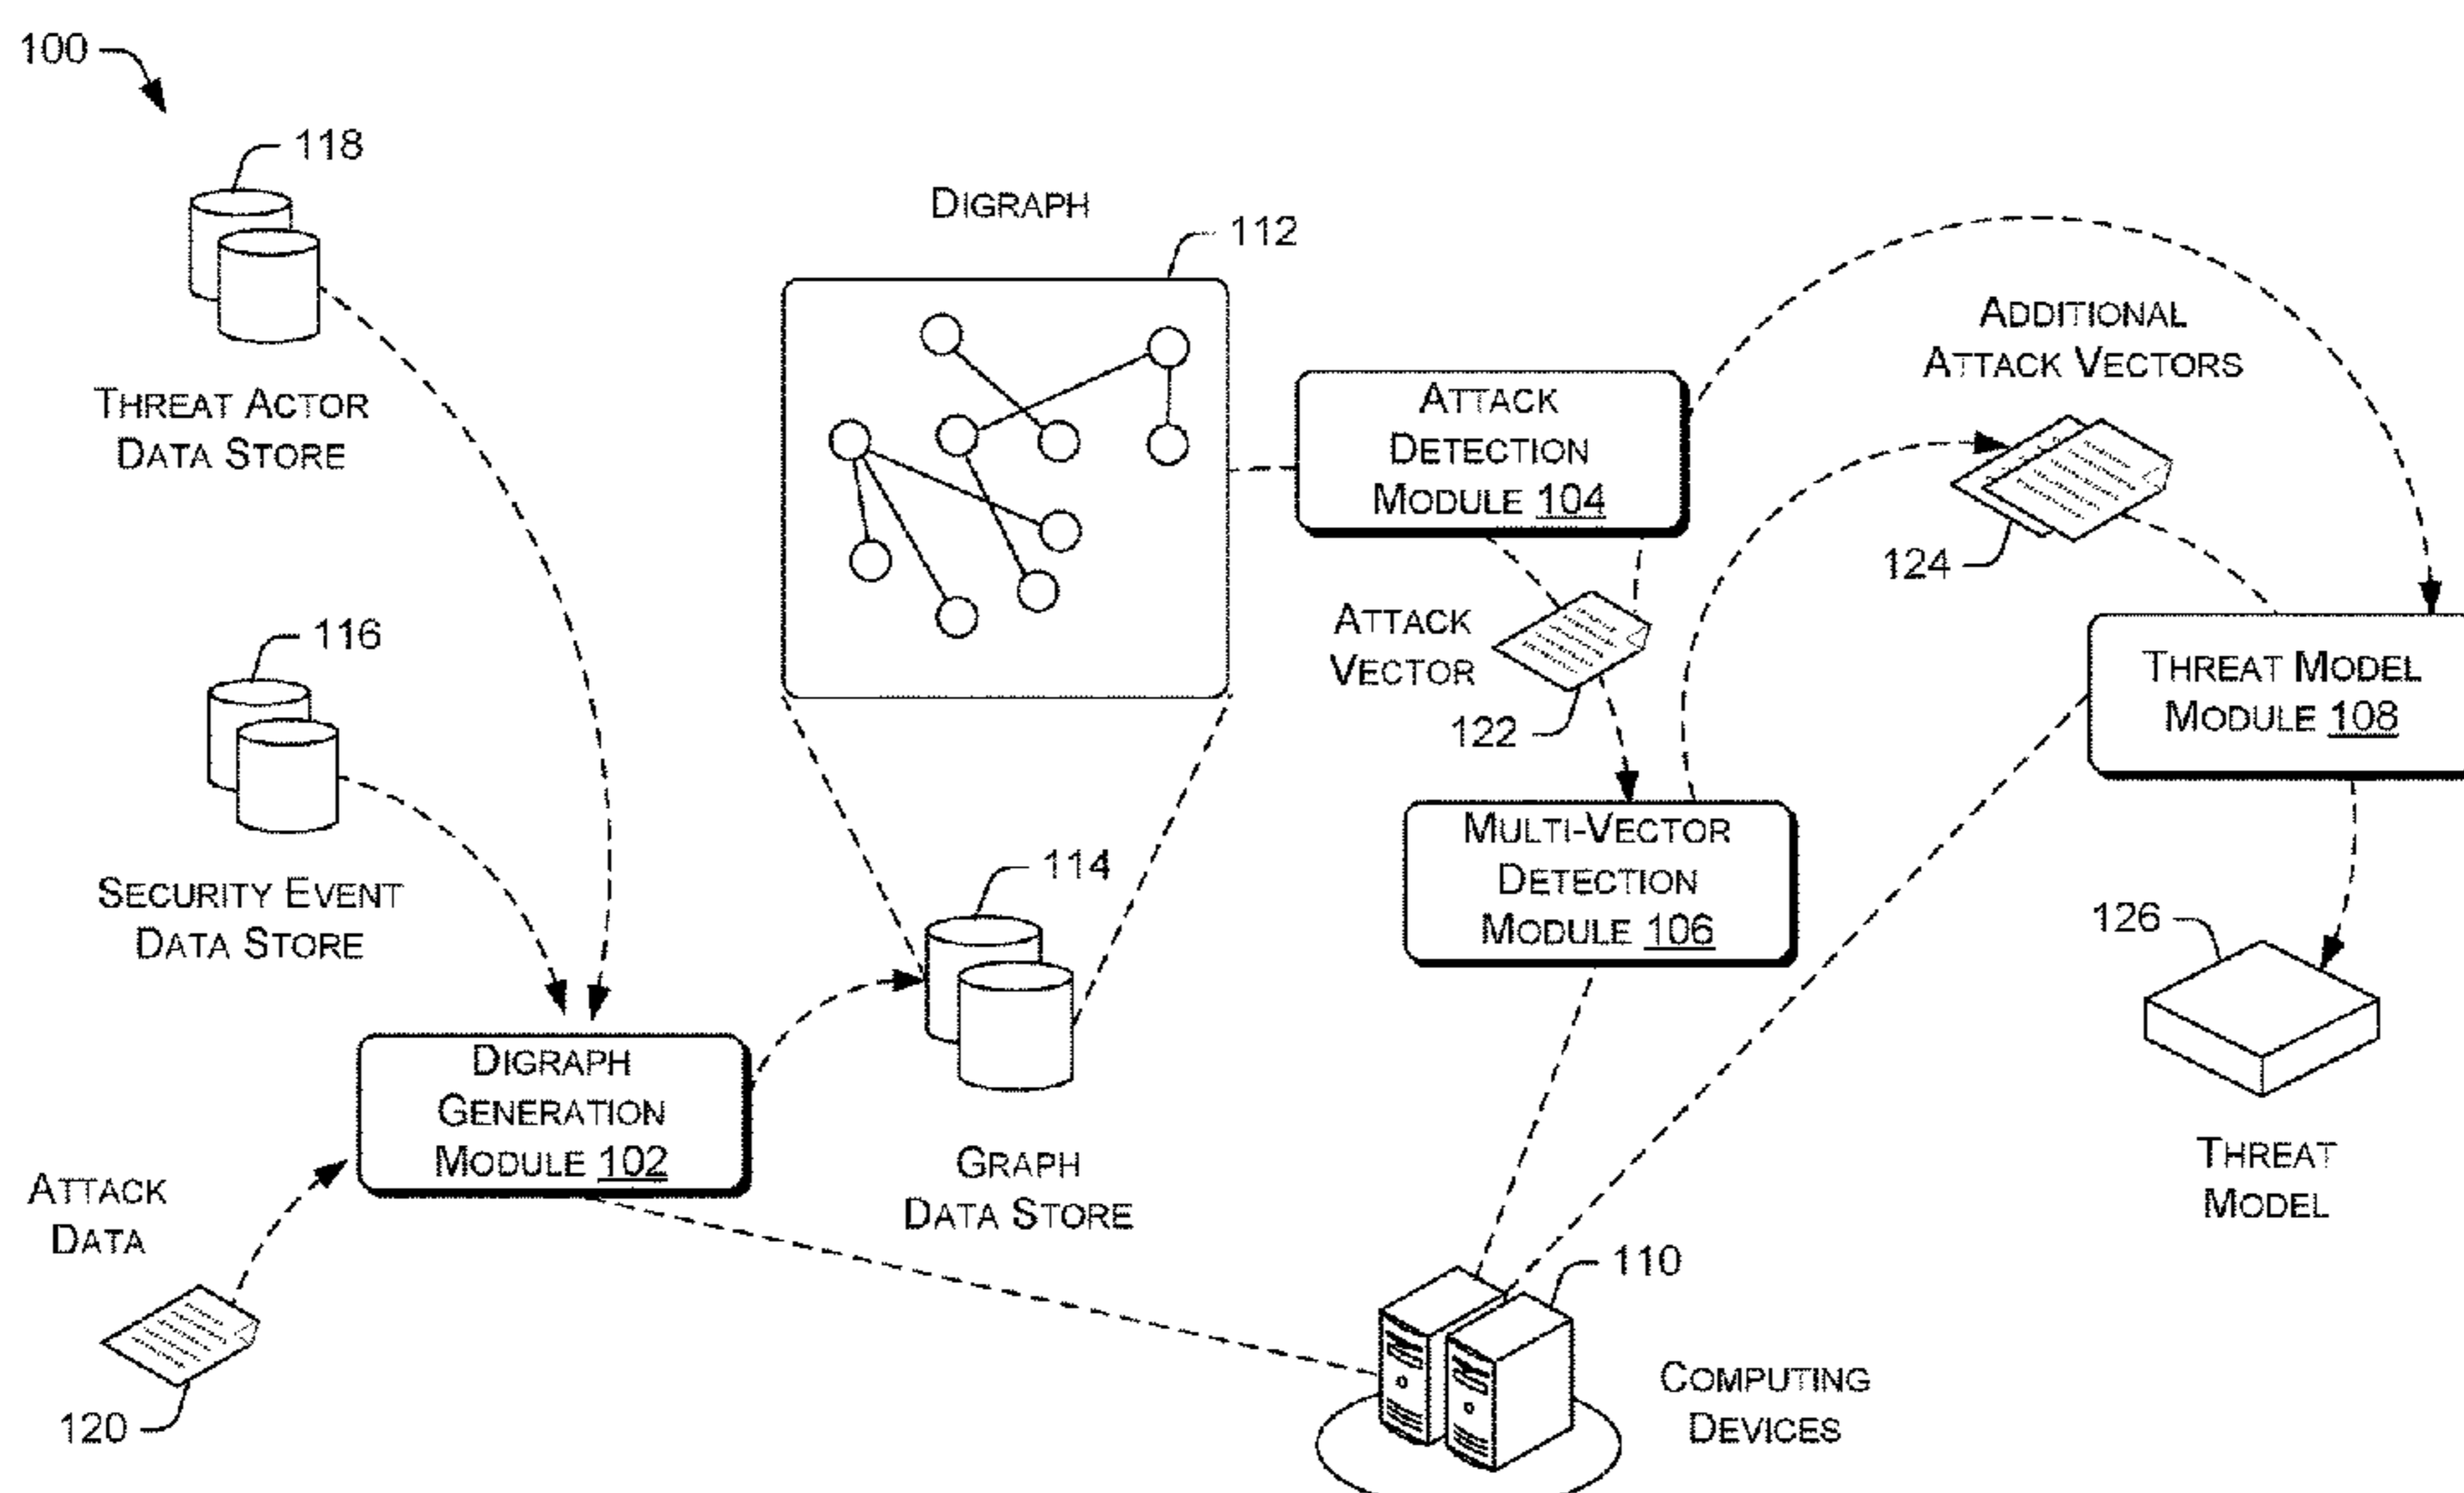 100
118
THREAT ACTOR
DATA STORE
116
SECURITY EVENT
DATA STORE
ATTACK
DATA
120
DIGRAPH
GENERATION
MODULE 102
DIGRAPH
112
114
GRAPH
DATA STORE
ATTACK
DETECTION
MODULE 104
ATTACK
VECTOR
122
MULTI-VECTOR
DETECTION
MODULE 106
ADDITIONAL
ATTACK VECTORS
124
THREAT MODEL
MODULE 108
126
THREAT
MODEL
110
COMPUTING
DEVICES